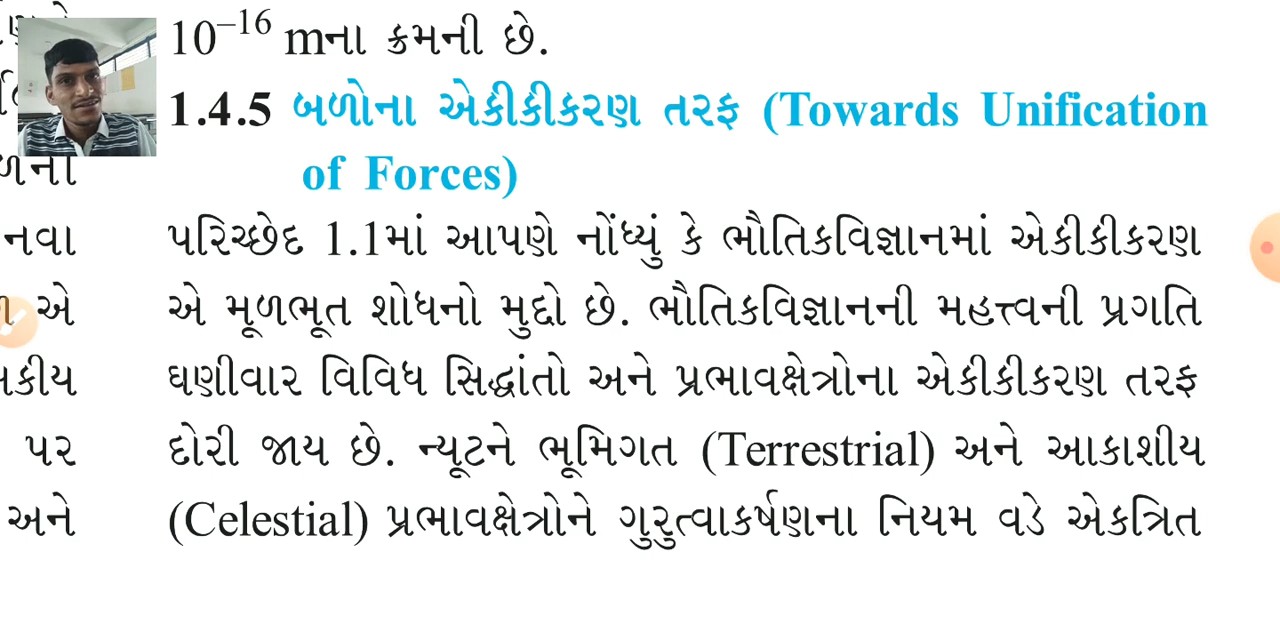 10⁻¹⁶ mના ક્રમની છે.
1.4.5 બળોના એકીકીકરણ તરફ (Towards Unification
of Forces)
પરિચ્છેદ 1.1માં આપણે નોંધ્યું કે ભૌતિકવિજ્ઞાનમાં એકીકીકરણ
એ મૂળભૂત શોધનો મુદ્દો છે. ભૌતિકવિજ્ઞાનની મહત્ત્વની પ્રગતિ
ઘણીવાર વિવિધ સિદ્ધાંતો અને પ્રભાવક્ષેત્રોના એકીકીકરણ તરફ
દોરી જાય છે. ન્યૂટને ભૂમિગત (Terrestrial) અને આકાશીય
(Celestial) પ્રભાવક્ષેત્રોને ગુરુત્વાકર્ષણના નિયમ વડે એકત્રિત
નવા
એ
પર
અને